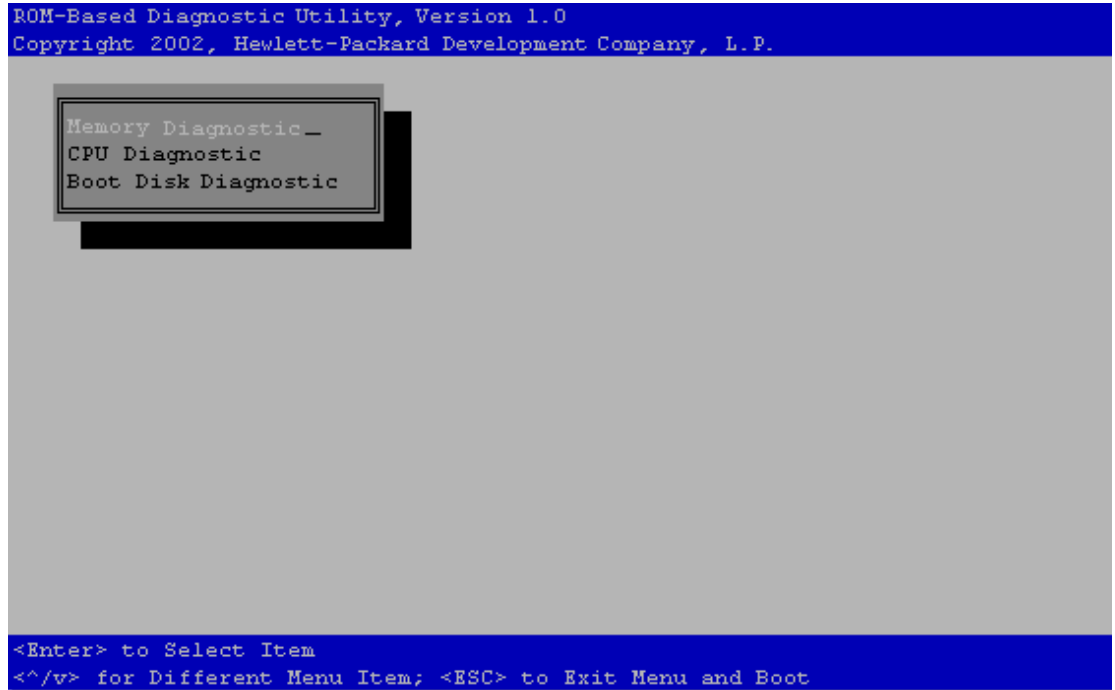 ROM-Based Diagnostic Utility, Version 1.0
Copyright 2002, Hewlett-Packard Development Company, L.P.
Memory Diagnostic
CPU Diagnostic
Boot Disk Diagnostic
<Enter> to Select Item
<^/v> for Different Menu Item; <ESC> to Exit Menu and Boot